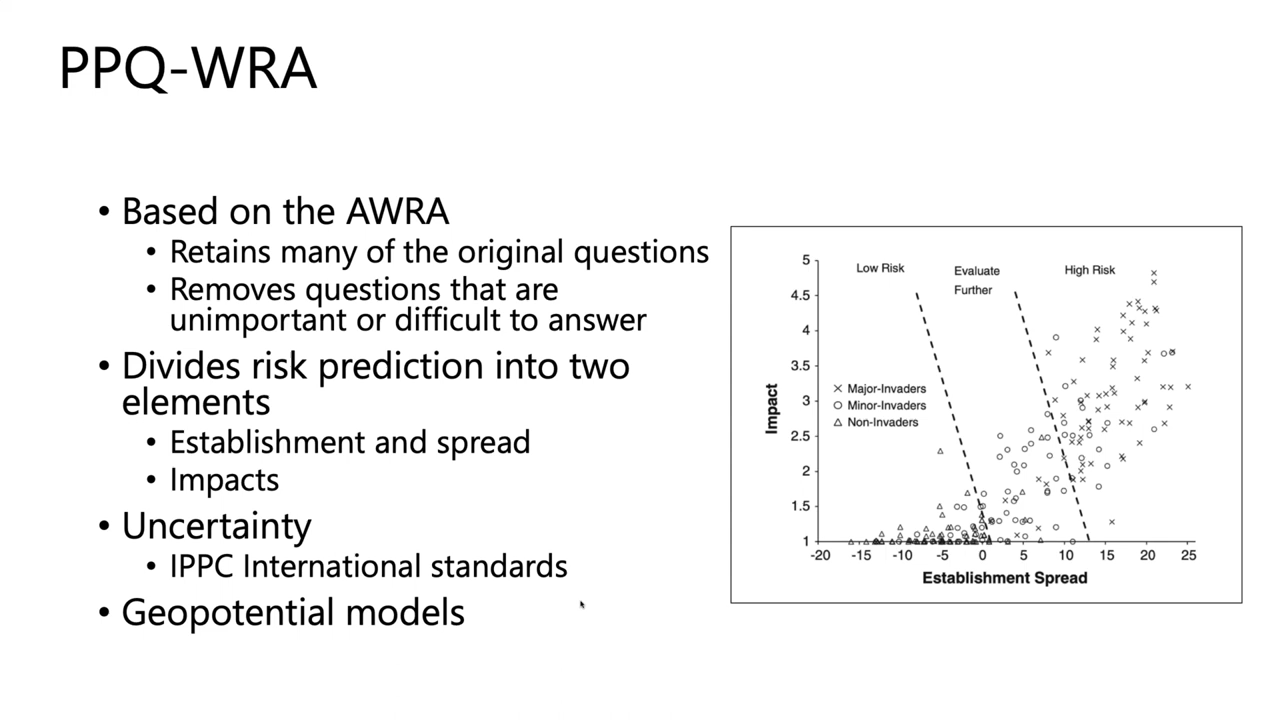 PPQ-WRA
• Based on the AWRA
• Retains many of the original questions
• Removes questions that are
unimportant or difficult to answer
• Divides risk prediction into two
elements
• Establishment and spread
• Impacts
• Uncertainty
• IPPC International standards
• Geopotential models
Low Risk
Evaluate
Further
High Risk
Major-Invaders
Minor-Invaders
Non-Invaders
Impact
5
4.5
4
3.5
3
2.5
2
1.5
1
-20 -15 -10 -5 0 5 10 15 20 25
Establishment Spread